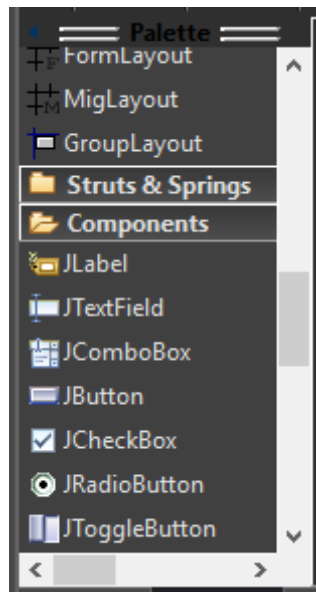 Palette
FormLayout
MigLayout
GroupLayout
Struts & Springs
Components
JLabel
JTextField
JComboBox
JButton
JCheckBox
JRadioButton
JToggleButton